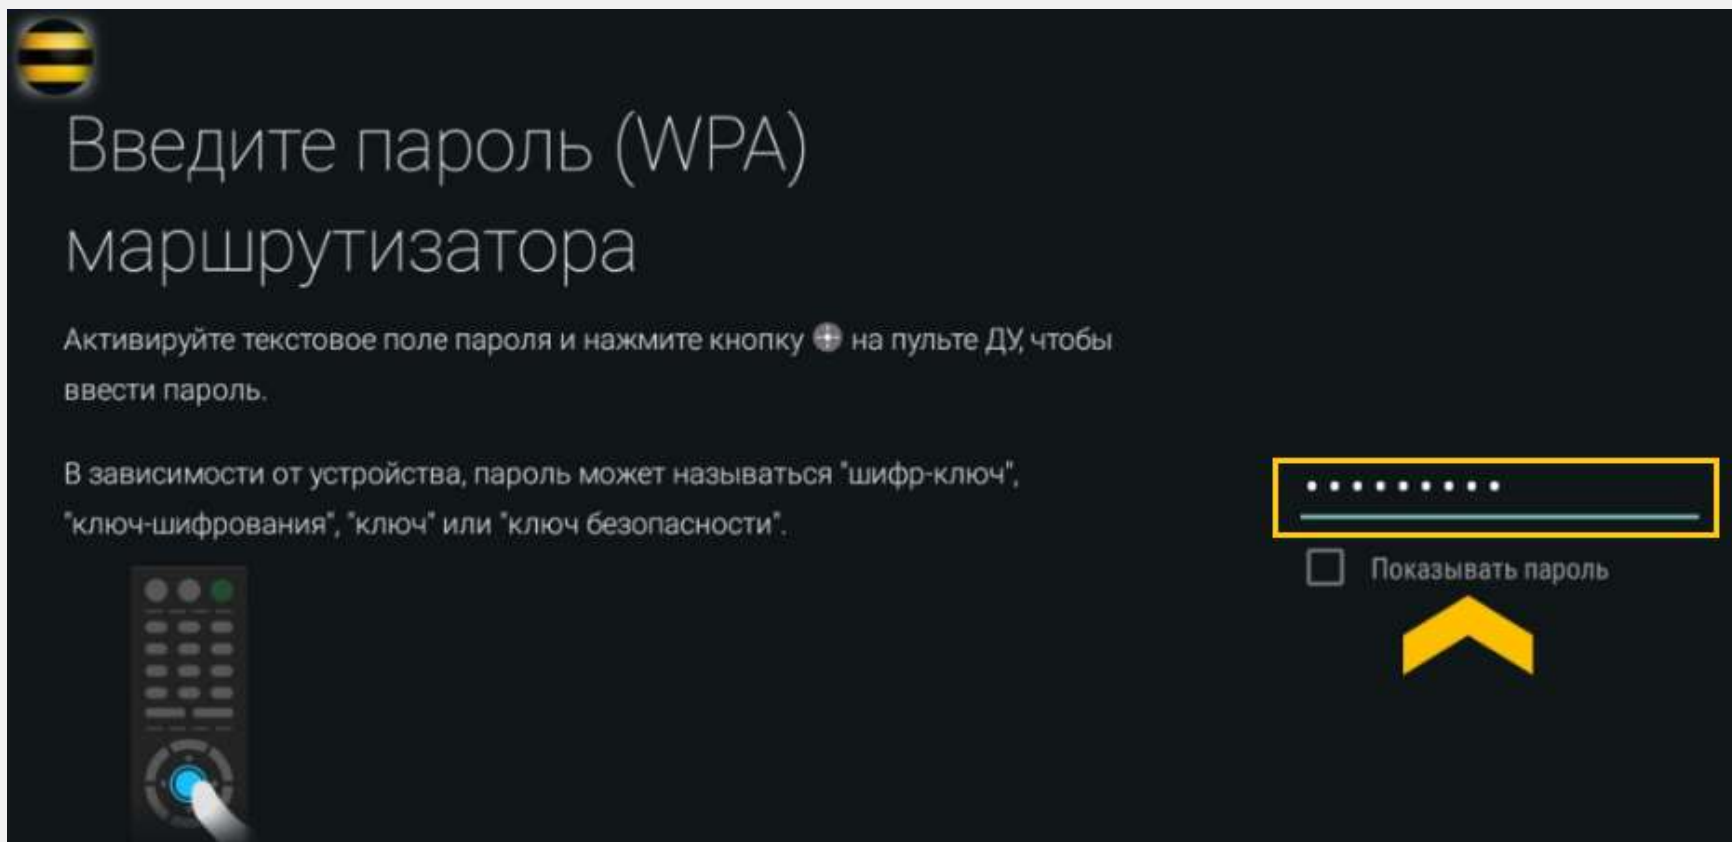 Введите пароль (WPA)
маршрутизатора
Активируйте текстовое поле пароля и нажмите кнопку на пульте ДУ, чтобы
ввести пароль.
В зависимости от устройства, пароль может называться "шифр-ключ",
"ключ-шифрования", "ключ" или "ключ безопасности".
• • • • • • • • •
Показывать пароль